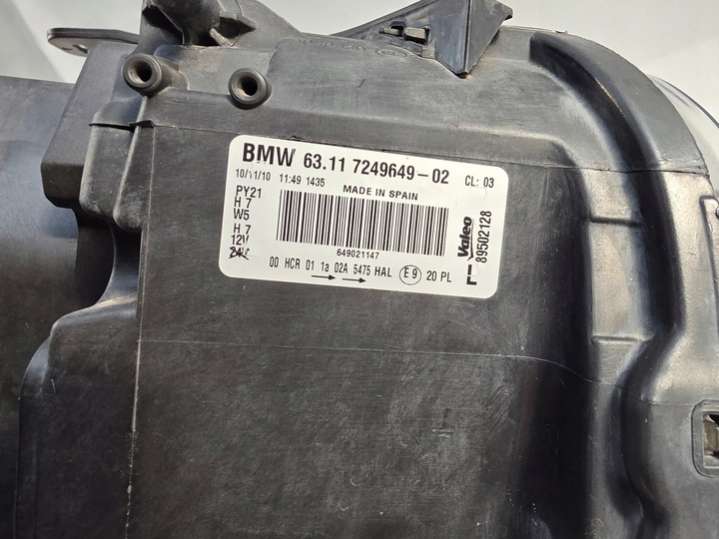 BMW 63.11 7249649-02 CL: 03
10/11/10 11:49 1435 MADE IN SPAIN
PY21
H 7
W5
H 7
12V
24V
649021147
00 HCR 01 1a 02A 5475 HAL E9 20 PL
L Valeo
89502128